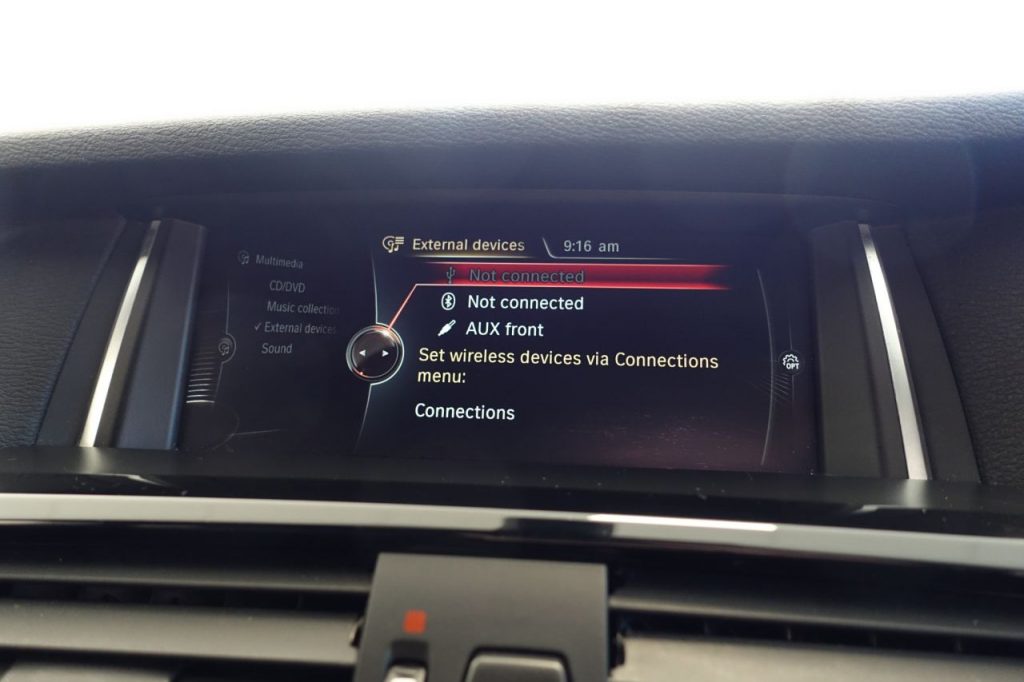 External devices
9:16 am
Multimedia
CD/DVD
Music collection
External devices
Sound
Not connected
Not connected
AUX front
Set wireless devices via Connections
menu:
Connections
OPT